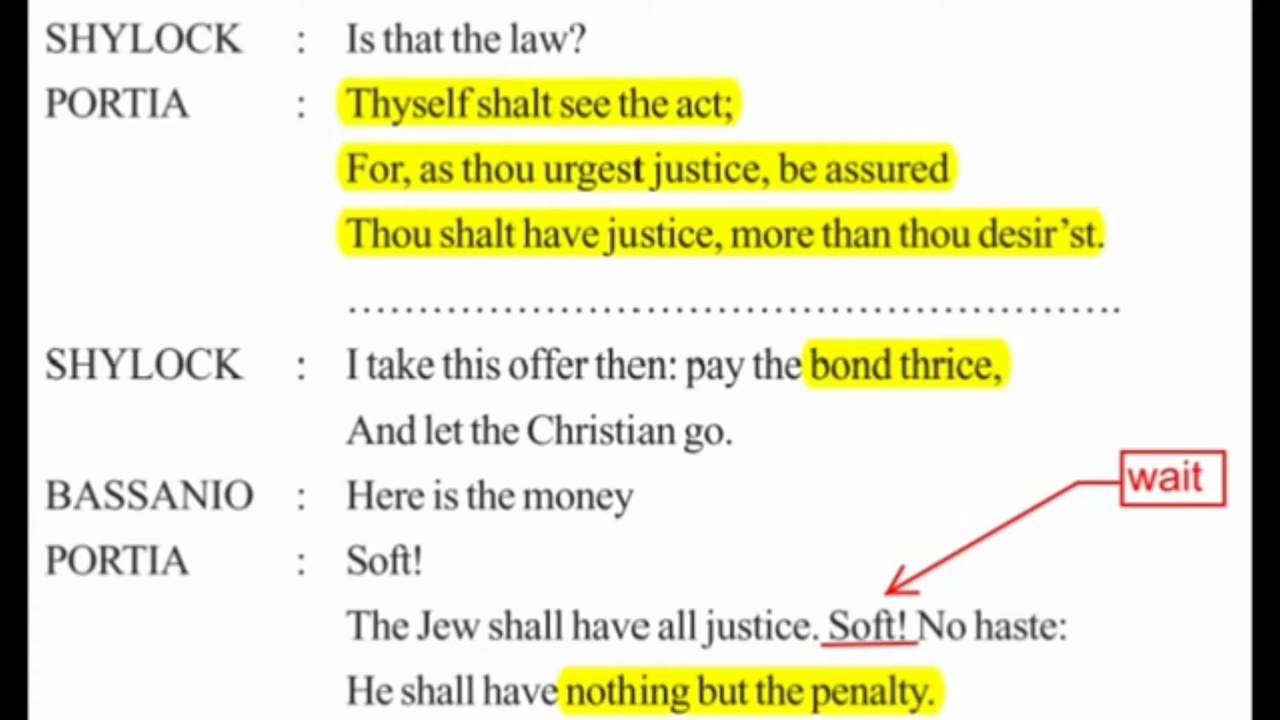 SHYLOCK : Is that the law?
PORTIA : Thyself shalt see the act;
For, as thou urgest justice, be assured
Thou shalt have justice, more than thou desir’st.
.......................................................
SHYLOCK : I take this offer then: pay the bond thrice,
And let the Christian go.
wait
BASSANIO : Here is the money
PORTIA : Soft!
The Jew shall have all justice. Soft! No haste:
He shall have nothing but the penalty.